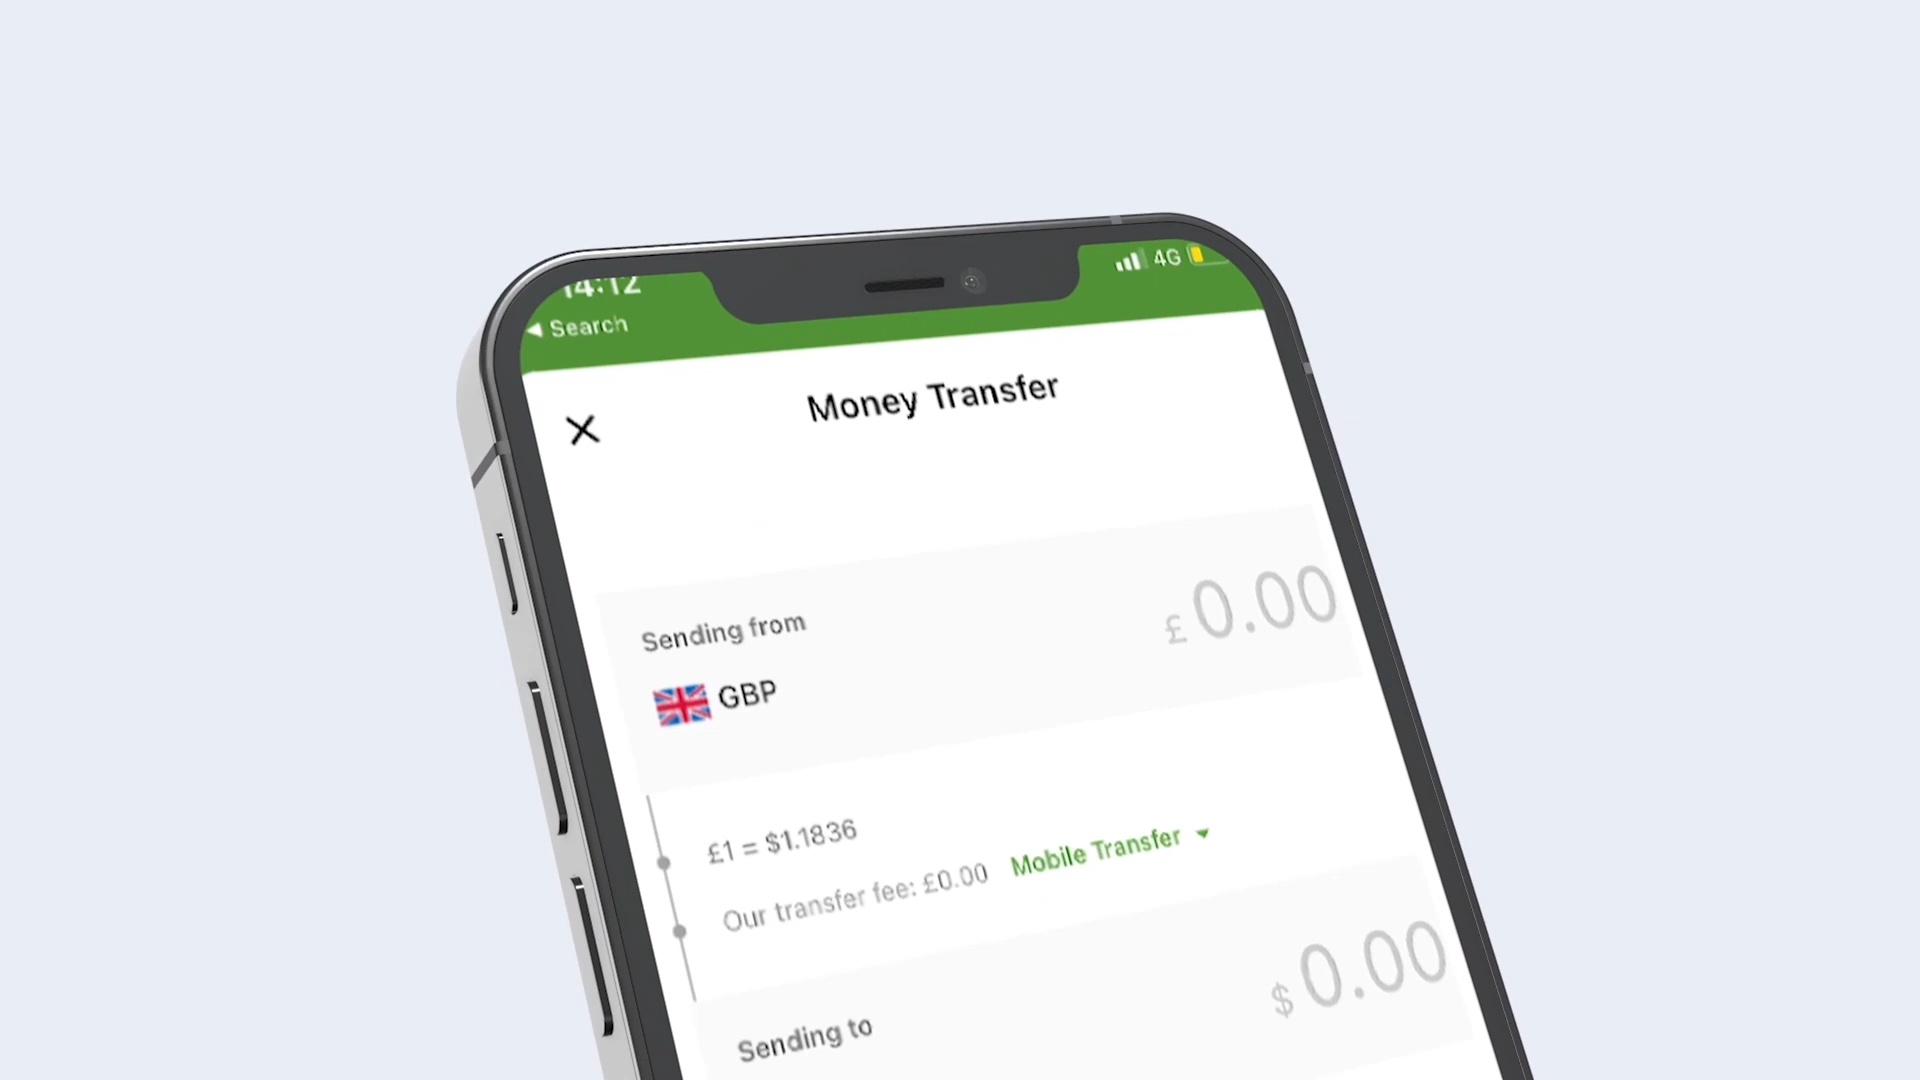 14:12
4G
◀ Search
Money Transfer
Sending from
£0.00
GBP
£1 = $1.1836
Our transfer fee: £0.00 Mobile Transfer
$0.00
Sending to